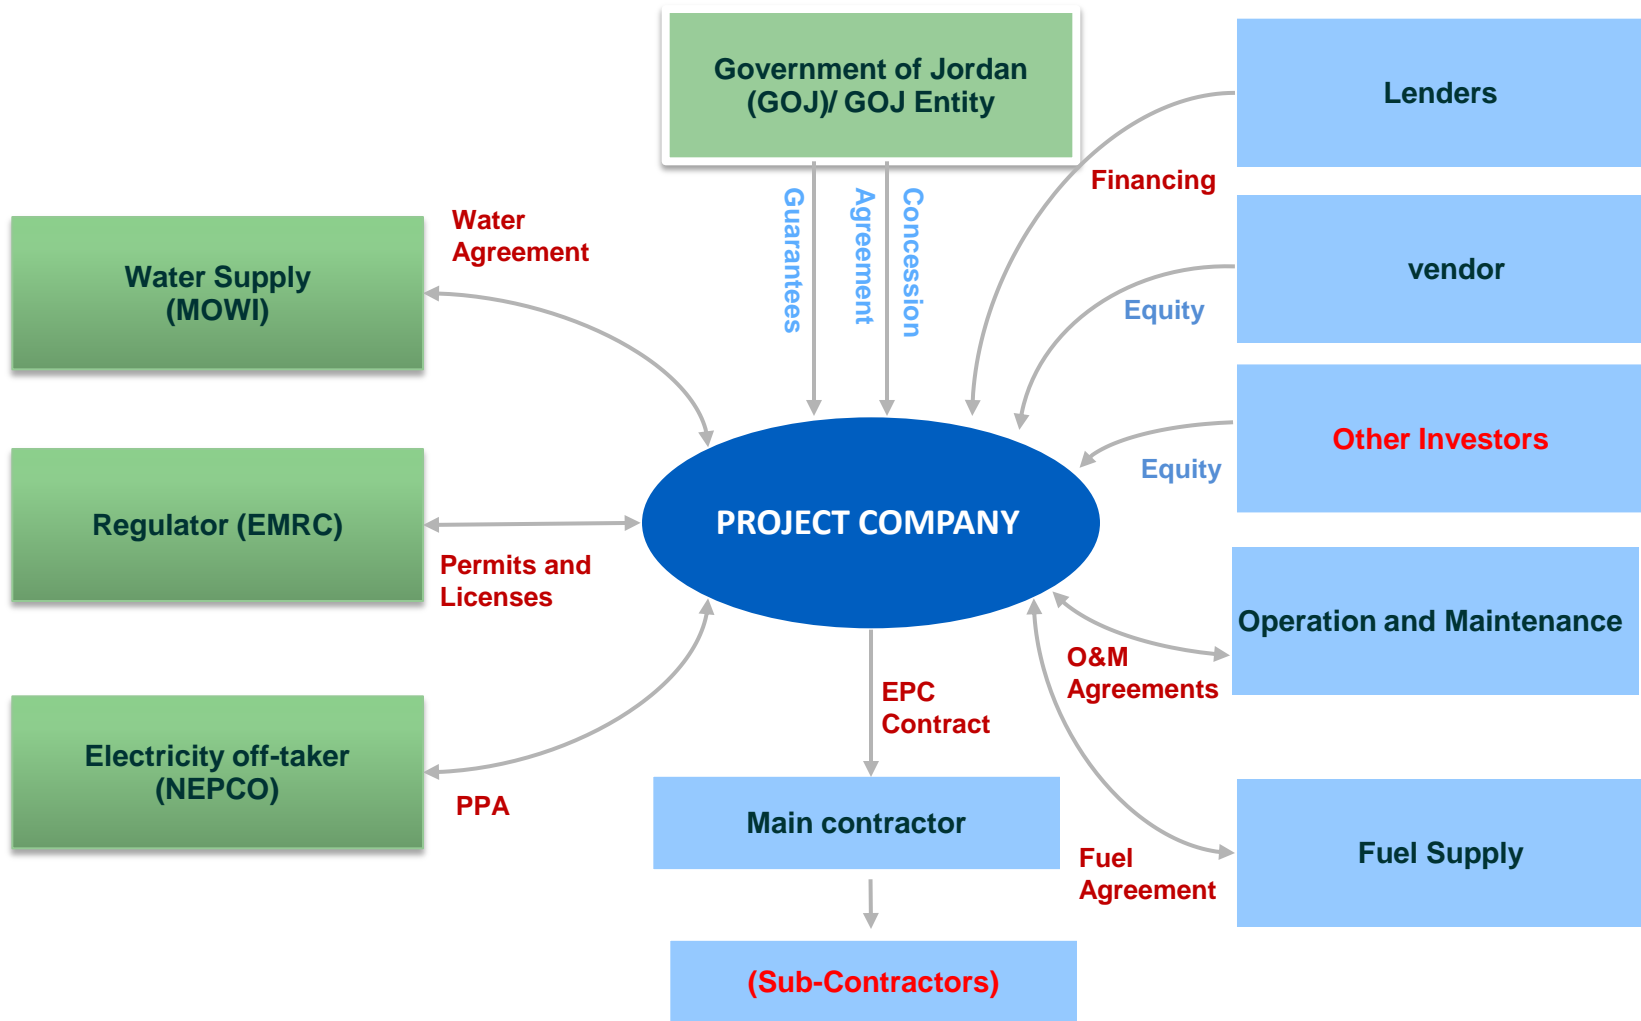 Government of Jordan
(GOJ)/ GOJ Entity
Lenders
Financing
Guarantees
Concession
Agreement
Water
Agreement
Water Supply
(MOWI)
vendor
Equity
Other Investors
Equity
Regulator (EMRC)
Permits and
Licenses
PROJECT COMPANY
Operation and Maintenance
O&M
Agreements
EPC
Contract
Electricity off-taker
(NEPCO)
PPA
Main contractor
Fuel Supply
Fuel
Agreement
(Sub-Contractors)